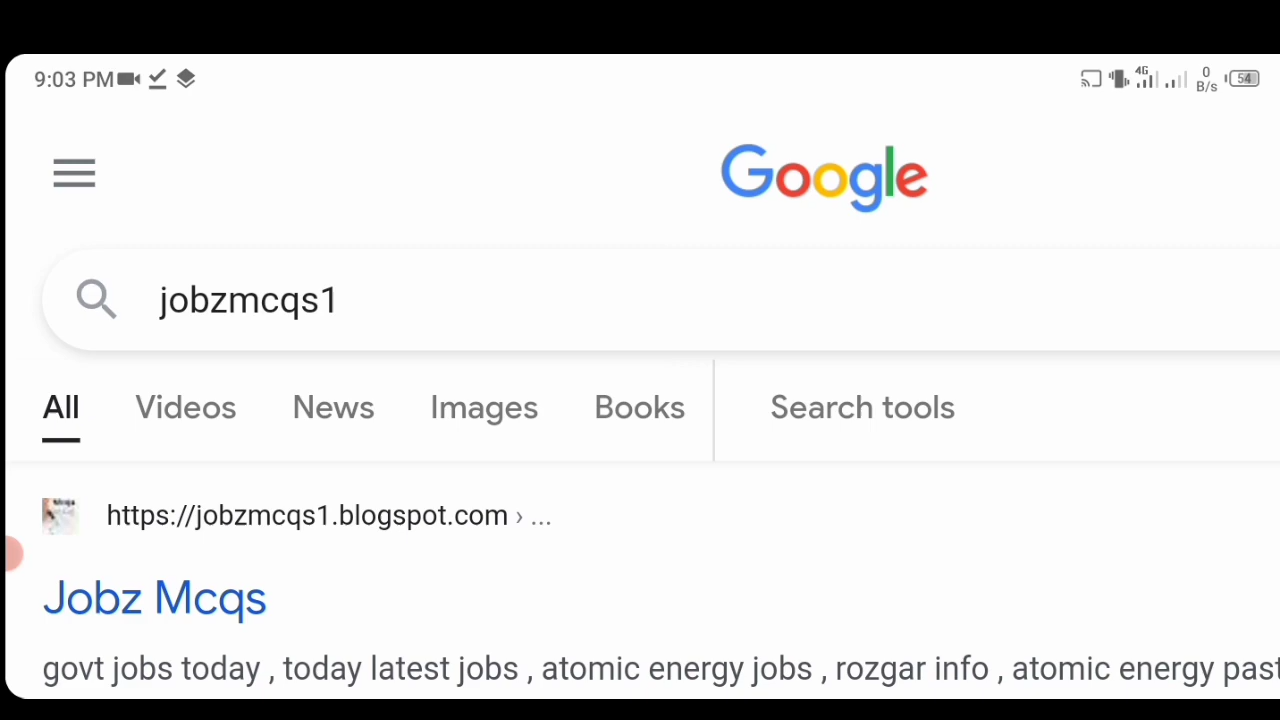 9:03 PM 4G 0 B/s 54
Google
jobzmcqs1
All Videos News Images Books Search tools
https://jobzmcqs1.blogspot.com › ...
Jobz Mcqs
govt jobs today , today latest jobs , atomic energy jobs , rozgar info , atomic energy past